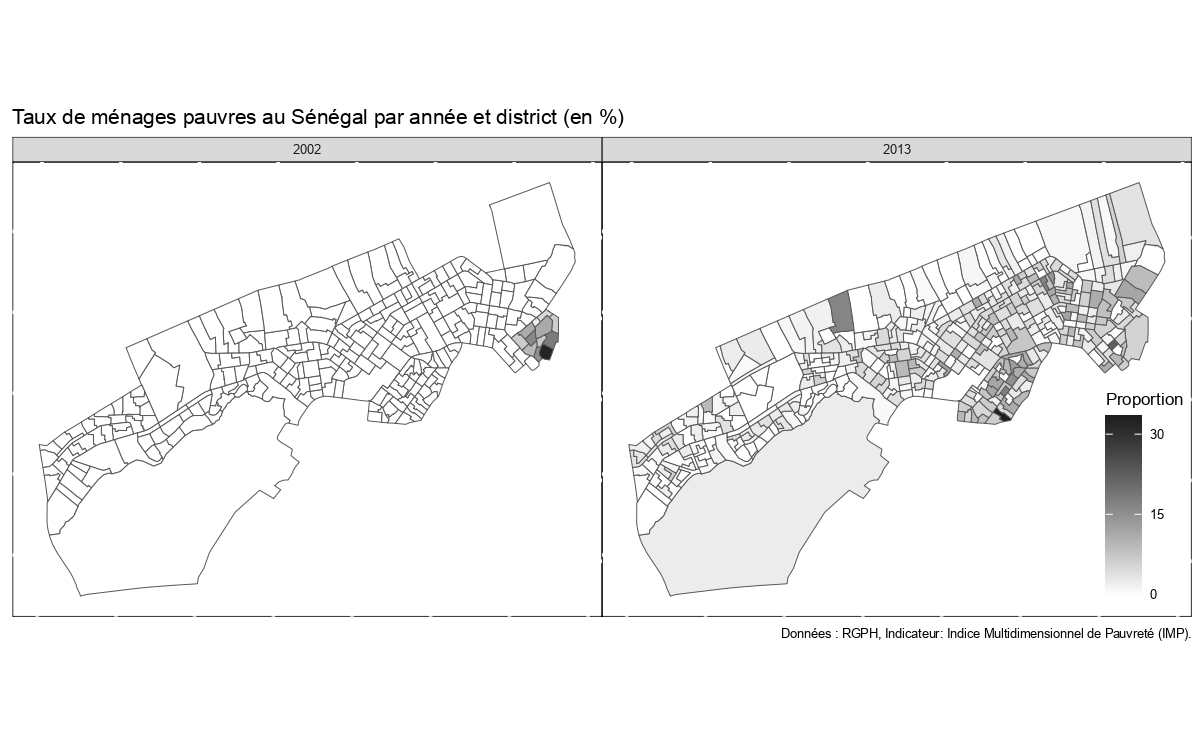 Taux de ménages pauvres au Sénégal par année et district (en %)
2002
2013
Proportion
30
15
0
Données : RGPH, Indicateur: Indice Multidimensionnel de Pauvreté (IMP).